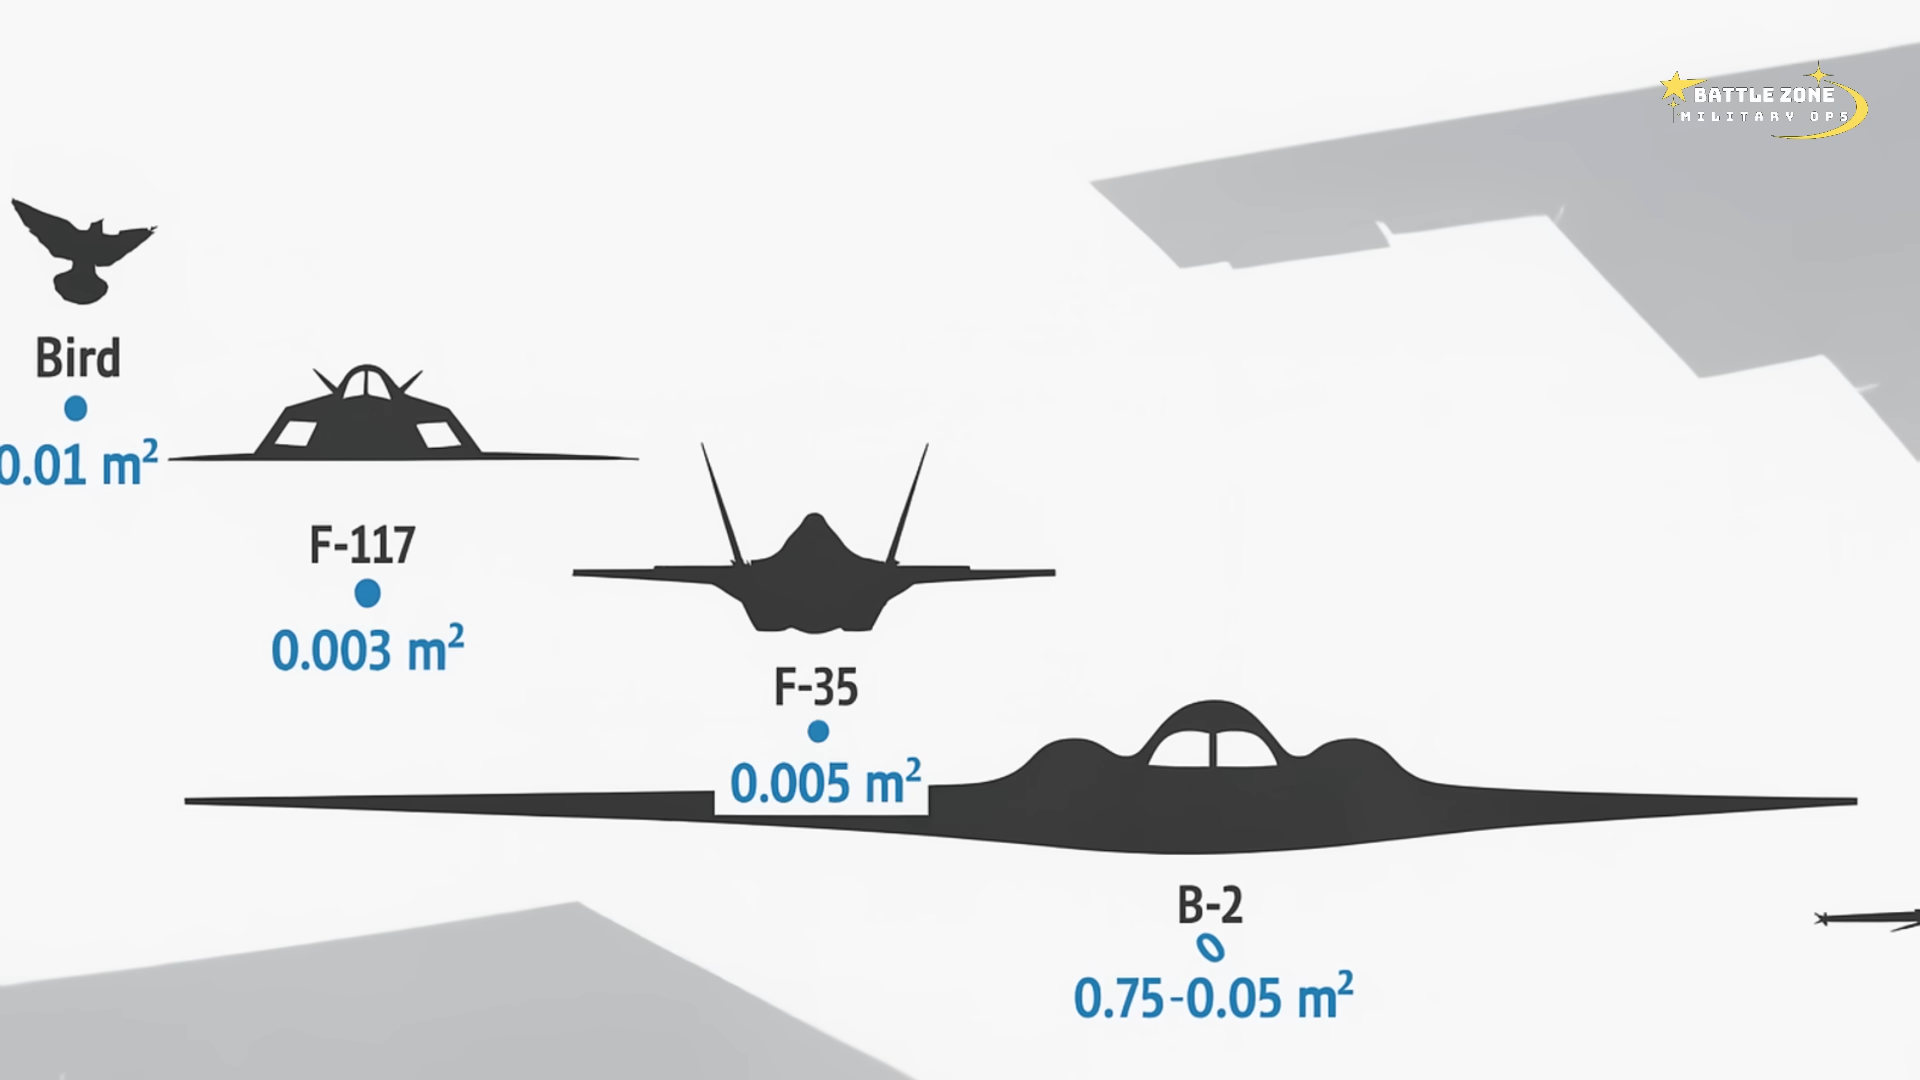 BATTLE ZONE
MILITARY OPS
Bird
0.01 m²
F-117
0.003 m²
F-35
0.005 m²
B-2
0.75-0.05 m²